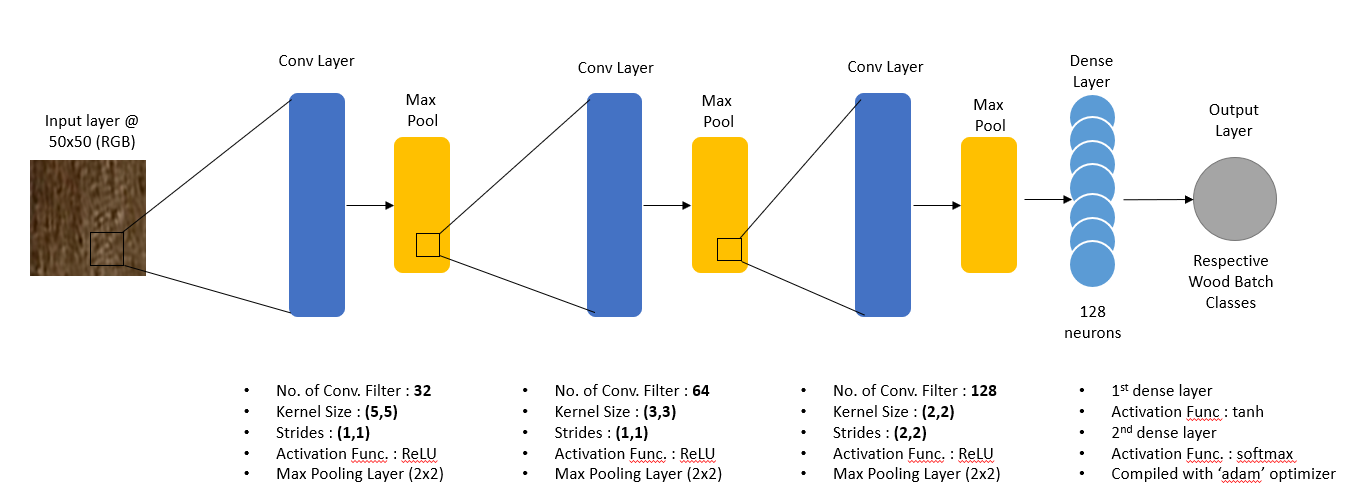 Input layer @
50x50 (RGB)
Conv Layer
Max
Pool
Conv Layer
Max
Pool
Conv Layer
Max
Pool
Dense
Layer
128
neurons
Output
Layer
Respective
Wood Batch
Classes
• No. of Conv. Filter : 32
• Kernel Size : (5,5)
• Strides : (1,1)
• Activation Func. : ReLU
• Max Pooling Layer (2x2)
• No. of Conv. Filter : 64
• Kernel Size : (3,3)
• Strides : (1,1)
• Activation Func. : ReLU
• Max Pooling Layer (2x2)
• No. of Conv. Filter : 128
• Kernel Size : (2,2)
• Strides : (2,2)
• Activation Func. : ReLU
• Max Pooling Layer (2x2)
• 1st dense layer
• Activation Func : tanh
• 2nd dense layer
• Activation Func. : softmax
• Compiled with ‘adam’ optimizer